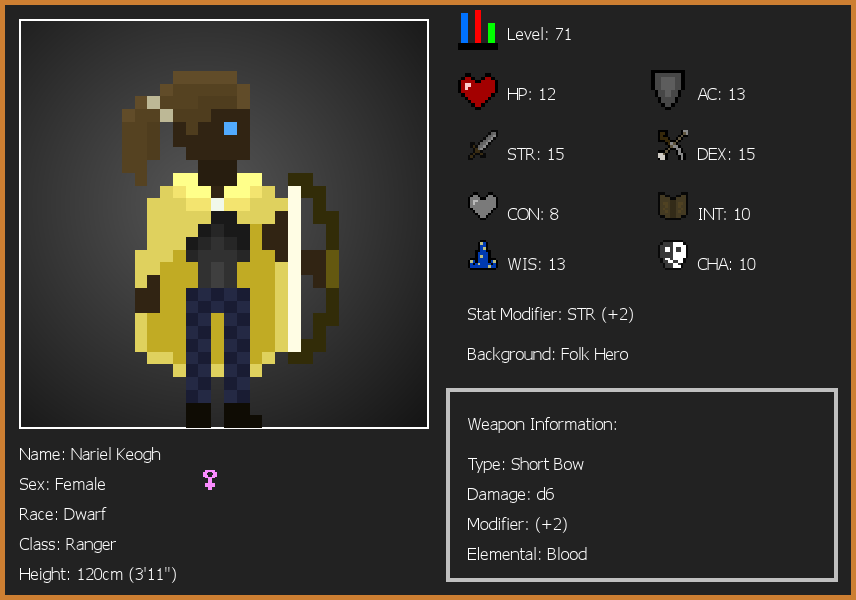 Level: 71
HP: 12
AC: 13
STR: 15
DEX: 15
CON: 8
INT: 10
WIS: 13
CHA: 10
Stat Modifier: STR (+2)
Background: Folk Hero
Weapon Information:
Type: Short Bow
Damage: d6
Modifier: (+2)
Elemental: Blood
Name: Nariel Keogh
Sex: Female
Race: Dwarf
Class: Ranger
Height: 120cm (3'11")